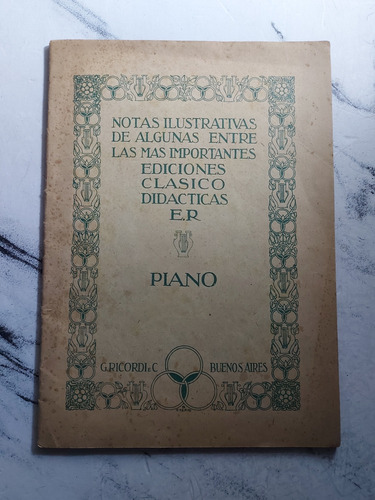 NOTAS ILUSTRATIVAS
DE ALGUNAS ENTRE
LAS MAS IMPORTANTES
EDICIONES
CLASICO
DIDACTICAS
E.R
PIANO
G. RICORDI e C BUENOS AIRES